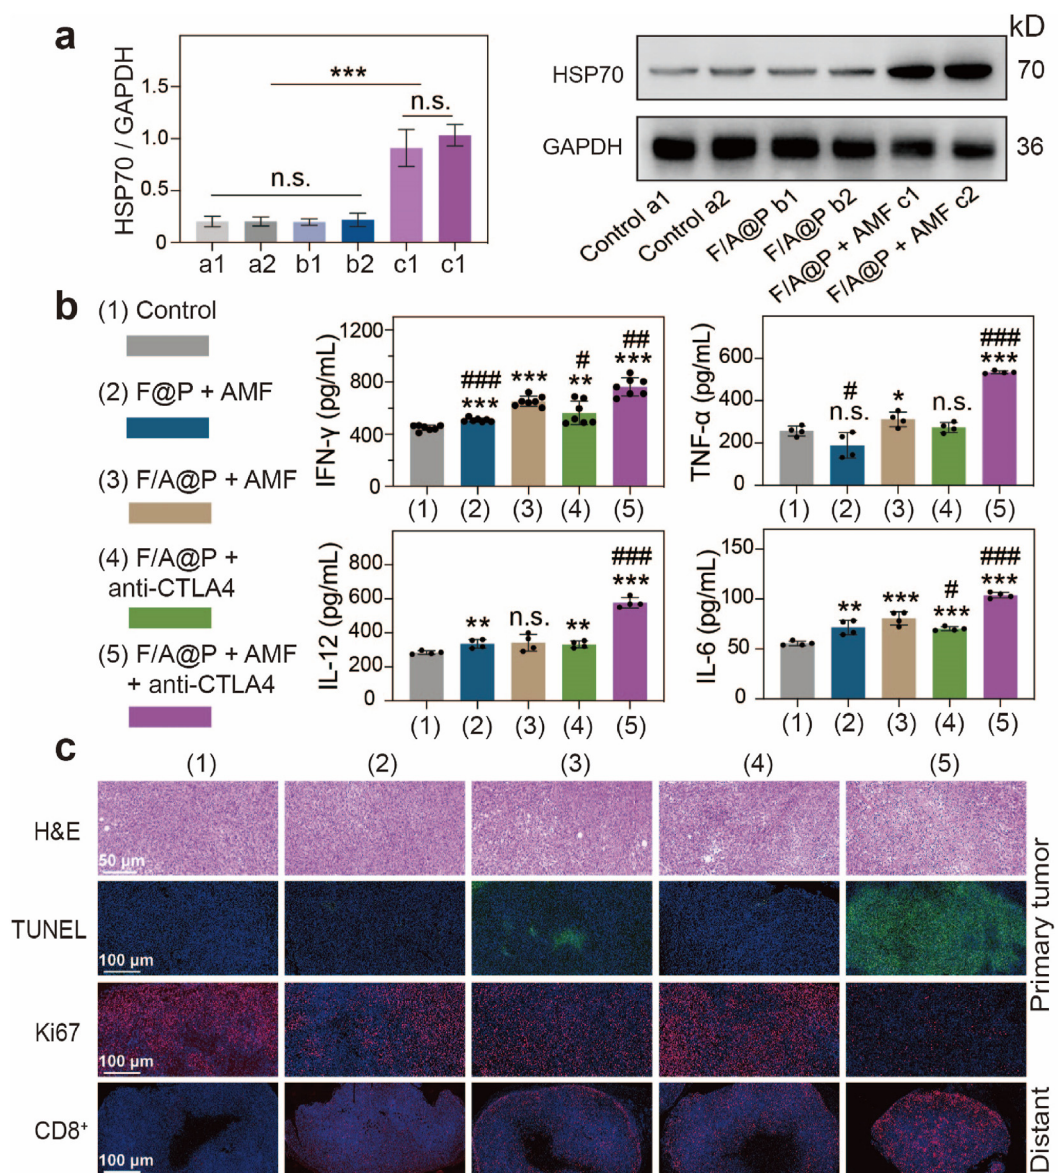 a
HSP70 / GAPDH
1.5
1.0
0.5
0
***
n.s.
n.s.
a1 a2 b1 b2 c1 c1
kD
HSP70 70
GAPDH 36
Control a1
Control a2
F/A@P b1
F/A@P b2
F/A@P + AMF c1
F/A@P + AMF c2
b
(1) Control
(2) F@P + AMF
(3) F/A@P + AMF
(4) F/A@P +
anti-CTLA4
(5) F/A@P + AMF
+ anti-CTLA4
IFN-γ (pg/mL)
1200
800
400
0
###
***
***
#
**
##
***
(1) (2) (3) (4) (5)
TNF-α (pg/mL)
600
400
200
0
#
n.s.
*
n.s.
###
***
(1) (2) (3) (4) (5)
IL-12 (pg/mL)
800
600
400
200
0
**
n.s.
**
###
***
(1) (2) (3) (4) (5)
IL-6 (pg/mL)
150
100
50
0
**
***
#
***
###
***
(1) (2) (3) (4) (5)
c
(1) (2) (3) (4) (5)
H&E
50 μm
TUNEL
100 μm
Ki67
100 μm
CD8+
100 μm
Primary tumor
Distant